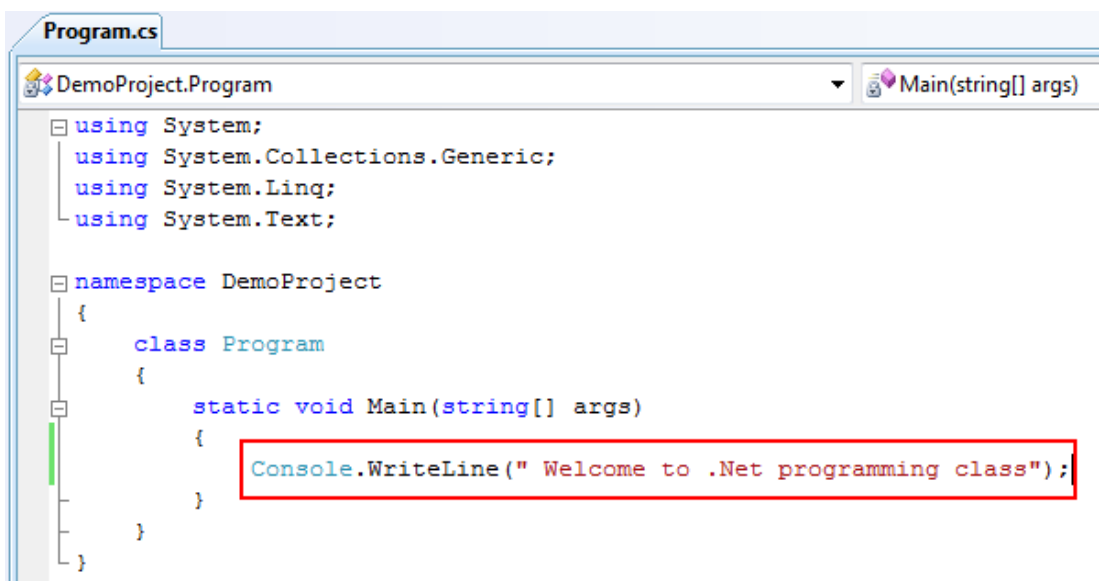 Program.cs
DemoProject.Program
Main(string[] args)
using System;
using System.Collections.Generic;
using System.Linq;
using System.Text;
namespace DemoProject
{
class Program
{
static void Main(string[] args)
{
Console.WriteLine(" Welcome to .Net programming class");
}
}
}